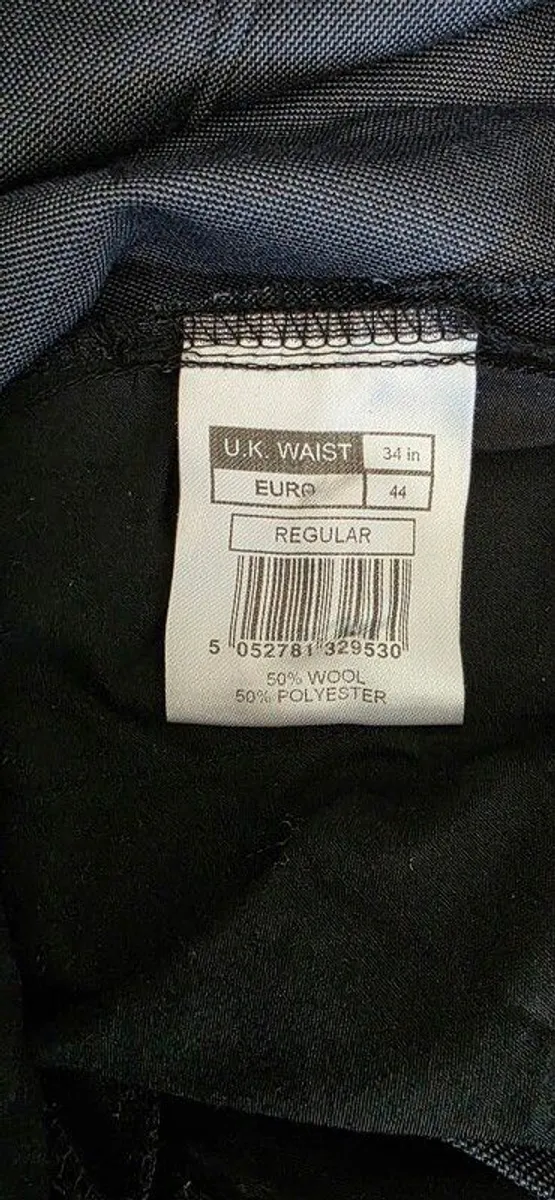 U.K. WAIST 34 in
EURO 44
REGULAR
5 052781 329530
50% WOOL
50% POLYESTER